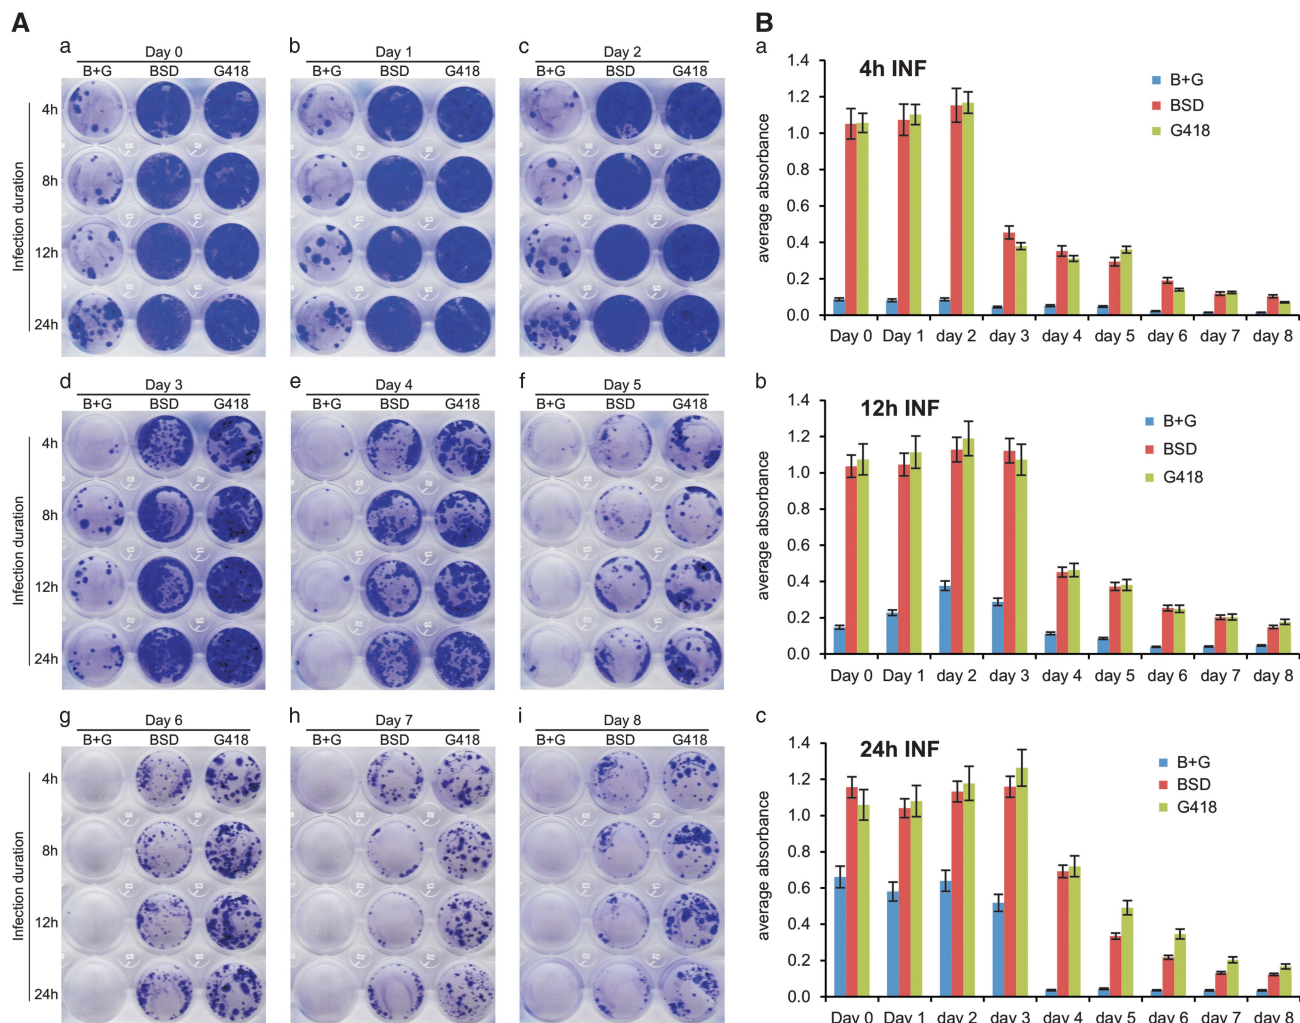 A
a
Day 0
B+G BSD G418
b
Day 1
B+G BSD G418
c
Day 2
B+G BSD G418
Infection duration
4h
8h
12h
24h
d
Day 3
B+G BSD G418
e
Day 4
B+G BSD G418
f
Day 5
B+G BSD G418
Infection duration
4h
8h
12h
24h
g
Day 6
B+G BSD G418
h
Day 7
B+G BSD G418
i
Day 8
B+G BSD G418
Infection duration
4h
8h
12h
24h
B
a
4h INF
B+G
BSD
G418
average absorbance
1.4
1.2
1.0
0.8
0.6
0.4
0.2
0.0
Day 0 Day 1 day 2 day 3 day 4 day 5 day 6 day 7 day 8
b
12h INF
B+G
BSD
G418
average absorbance
1.4
1.2
1.0
0.8
0.6
0.4
0.2
0.0
Day 0 Day 1 day 2 day 3 day 4 day 5 day 6 day 7 day 8
c
24h INF
B+G
BSD
G418
average absorbance
1.4
1.2
1.0
0.8
0.6
0.4
0.2
0.0
Day 0 Day 1 day 2 day 3 day 4 day 5 day 6 day 7 day 8